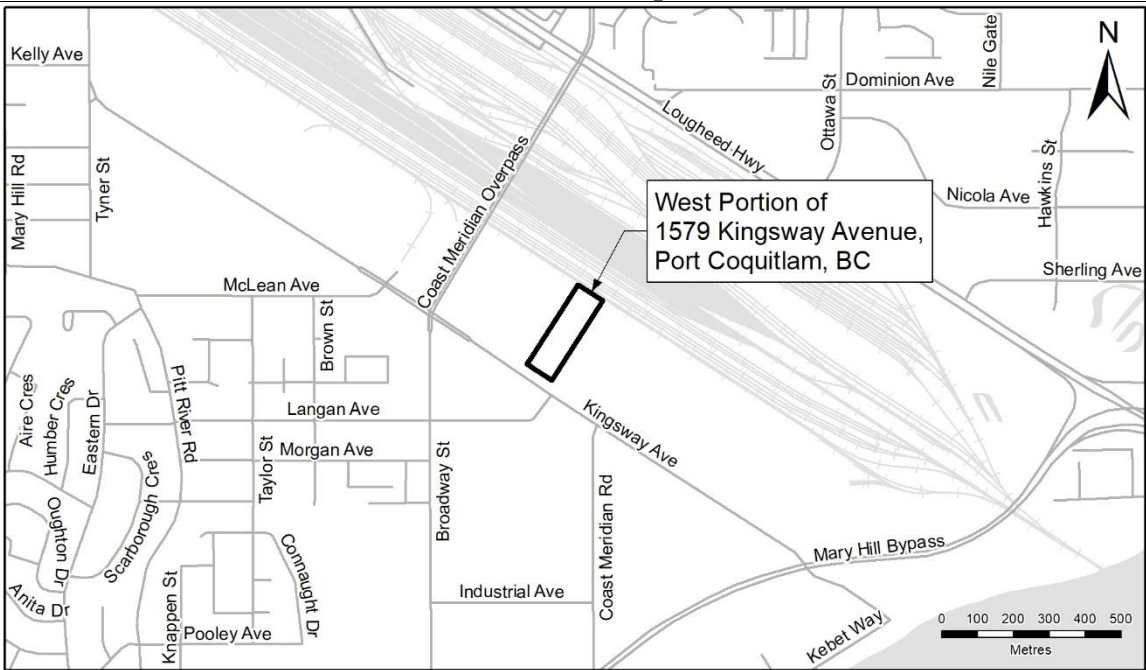 Kelly Ave
Mary Hill Rd
Tyner St
Coast Meridian Overpass
Lougheed Hwy
Ottawa St
Dominion Ave
Nile Gate
N
Nicola Ave
Hawkins St
Sherling Ave
West Portion of
1579 Kingsway Avenue,
Port Coquitlam, BC
McLean Ave
Brown St
Aire Cres
Humber Cres
Eastern Dr
Pitt River Rd
Langan Ave
Morgan Ave
Taylor St
Broadway St
Kingsway Ave
Coast Meridian Rd
Oughton Dr
Scarborough Cres
Anita Dr
Knappen St
Connaught Dr
Pooley Ave
Industrial Ave
Mary Hill Bypass
Kebet Way
0 100 200 300 400 500
Metres